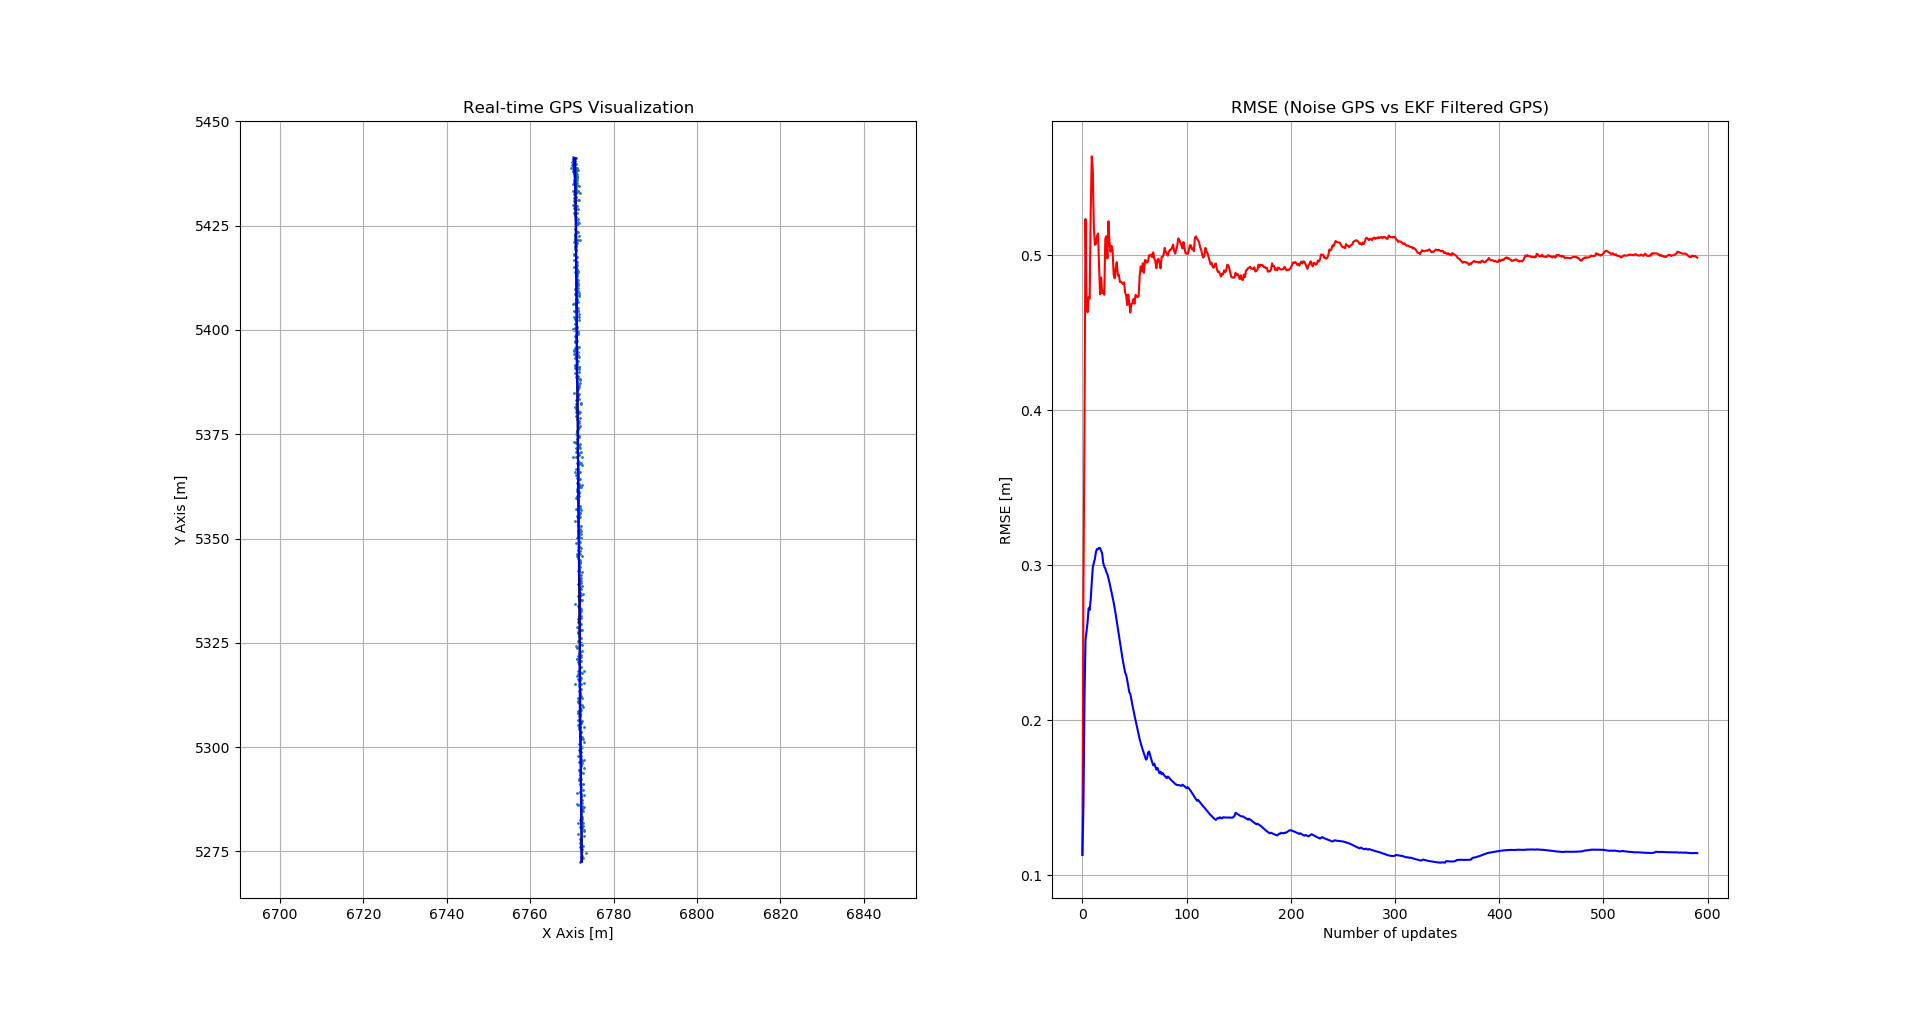 Real-time GPS Visualization
5450
5425
5400
5375
5350
5325
5300
5275
Y Axis [m]
6700 6720 6740 6760 6780 6800 6820 6840
X Axis [m]
RMSE (Noise GPS vs EKF Filtered GPS)
0.5
0.4
0.3
0.2
0.1
RMSE [m]
0 100 200 300 400 500 600
Number of updates